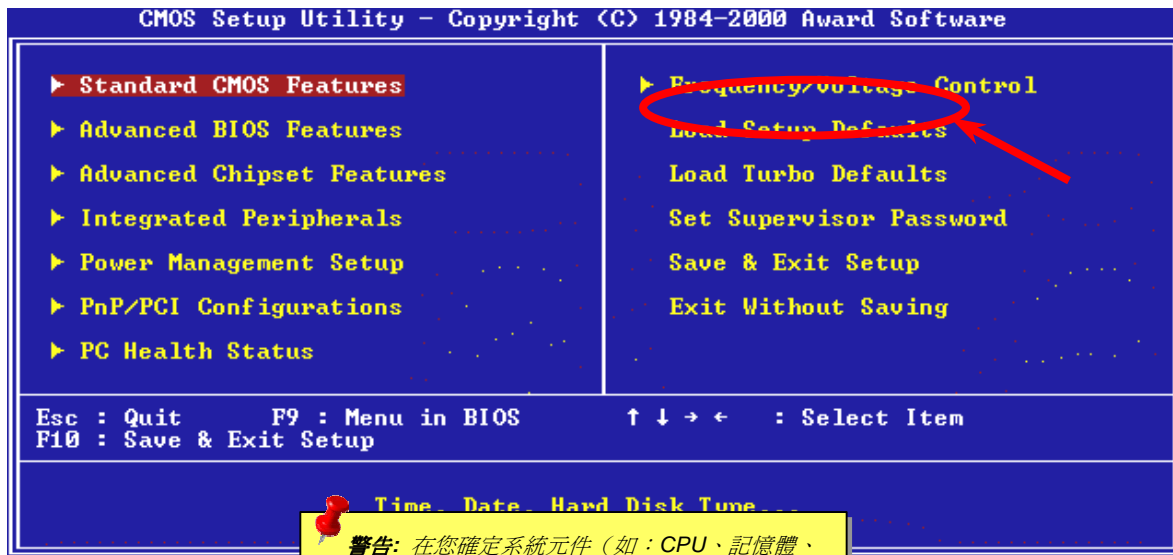 CMOS Setup Utility – Copyright (C) 1984–2000 Award Software
▶ Standard CMOS Features
▶ Advanced BIOS Features
▶ Advanced Chipset Features
▶ Integrated Peripherals
▶ Power Management Setup
▶ PnP/PCI Configurations
▶ PC Health Status
▶ Frequency/Voltage Control
Load Setup Defaults
Load Turbo Defaults
Set Supervisor Password
Save & Exit Setup
Exit Without Saving
Esc : Quit F9 : Menu in BIOS ↑ ↓ → ← : Select Item
F10 : Save & Exit Setup
Time, Date, Hard Disk Type...
警告: 在您確定系統元件（如：CPU、記憶體、